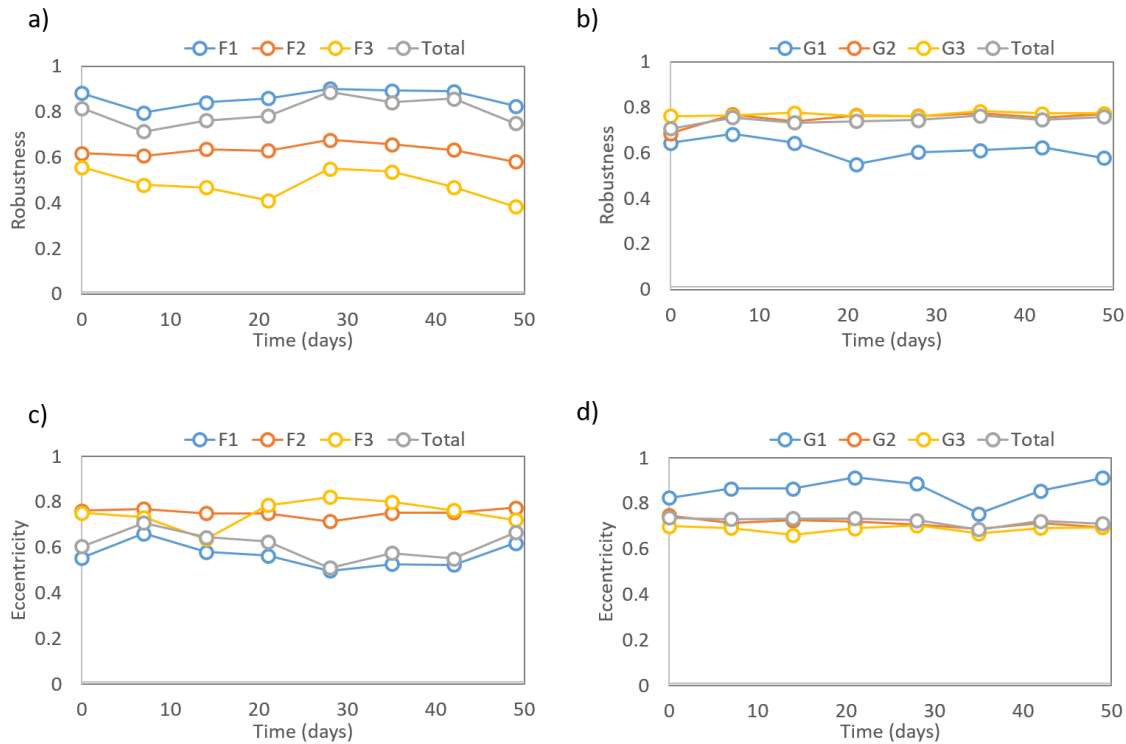 a)
F1 F2 F3 Total
1
0.8
0.6
0.4
0.2
0
Robustness
0 10 20 30 40 50
Time (days)
b)
G1 G2 G3 Total
1
0.8
0.6
0.4
0.2
0
Robustness
0 10 20 30 40 50
Time (days)
c)
F1 F2 F3 Total
1
0.8
0.6
0.4
0.2
0
Eccentricity
0 10 20 30 40 50
Time (days)
d)
G1 G2 G3 Total
1
0.8
0.6
0.4
0.2
0
Eccentricity
0 10 20 30 40 50
Time (days)